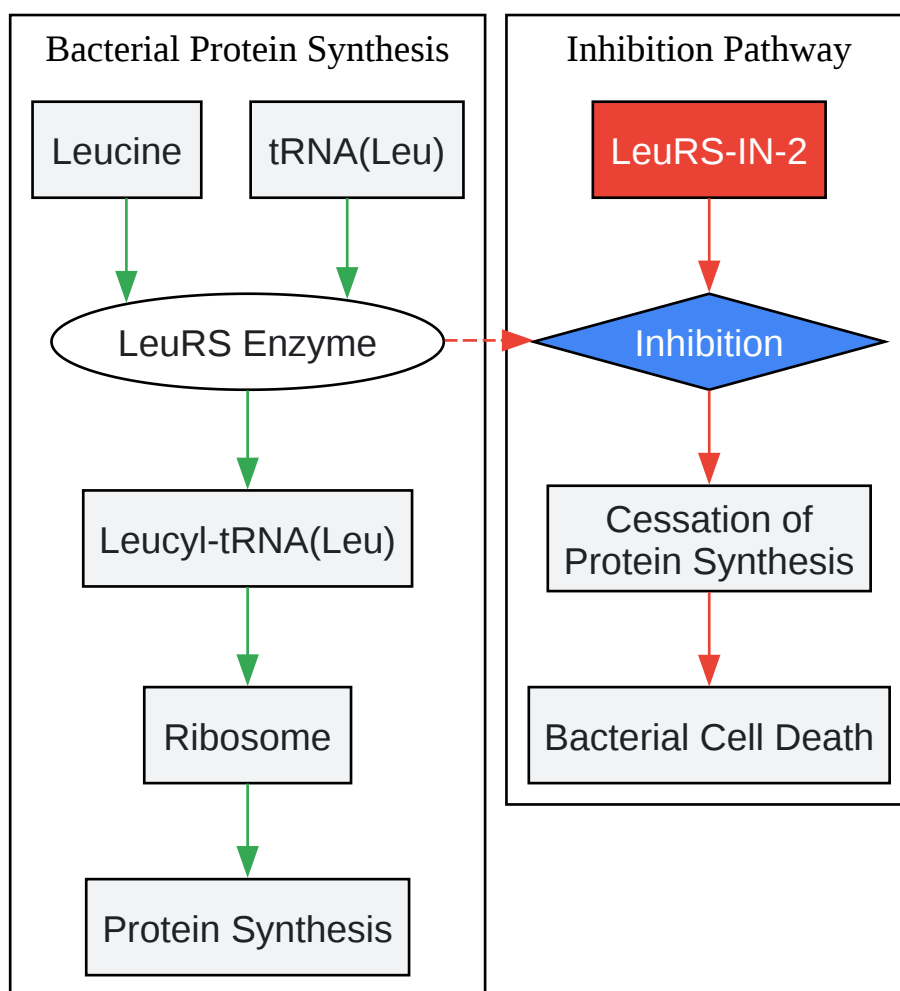 Bacterial Protein Synthesis
Leucine
tRNA(Leu)
LeuRS Enzyme
Leucyl-tRNA(Leu)
Ribosome
Protein Synthesis
Inhibition Pathway
LeuRS-IN-2
Inhibition
Cessation of
Protein Synthesis
Bacterial Cell Death